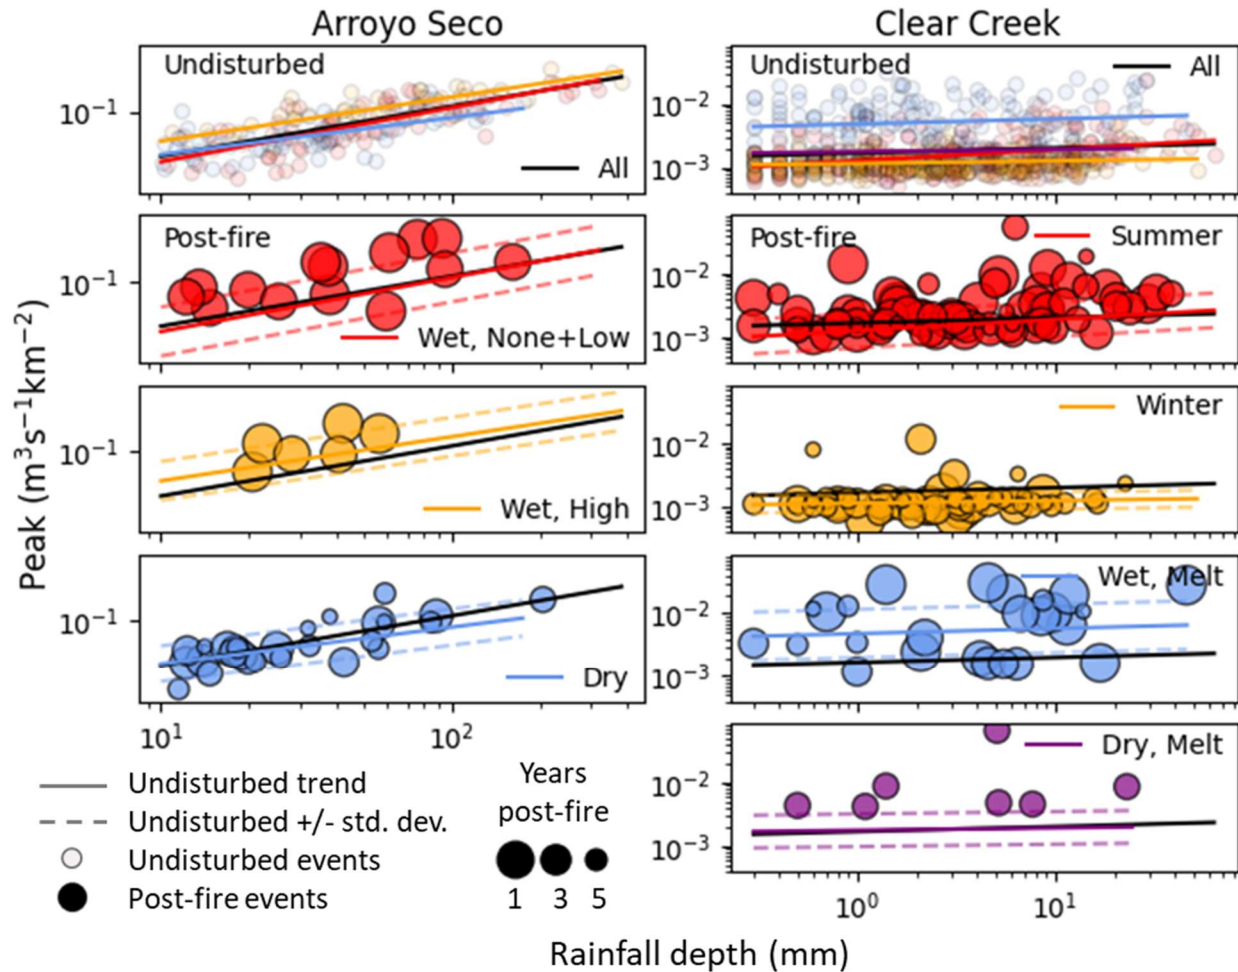 Arroyo Seco
Clear Creek
Undisturbed
All
10⁻¹
Undisturbed
All
10⁻²
10⁻³
Post-fire
Wet, None+Low
10⁻¹
Post-fire
Summer
10⁻²
10⁻³
Wet, High
10⁻¹
Winter
10⁻²
10⁻³
Dry
10⁻¹
10¹
10²
Wet, Melt
10⁻²
10⁻³
Dry, Melt
10⁻²
10⁻³
10⁰
10¹
Peak (m³s⁻¹km⁻²)
Undisturbed trend
Undisturbed +/- std. dev.
Undisturbed events
Post-fire events
Years
post-fire
1 3 5
Rainfall depth (mm)